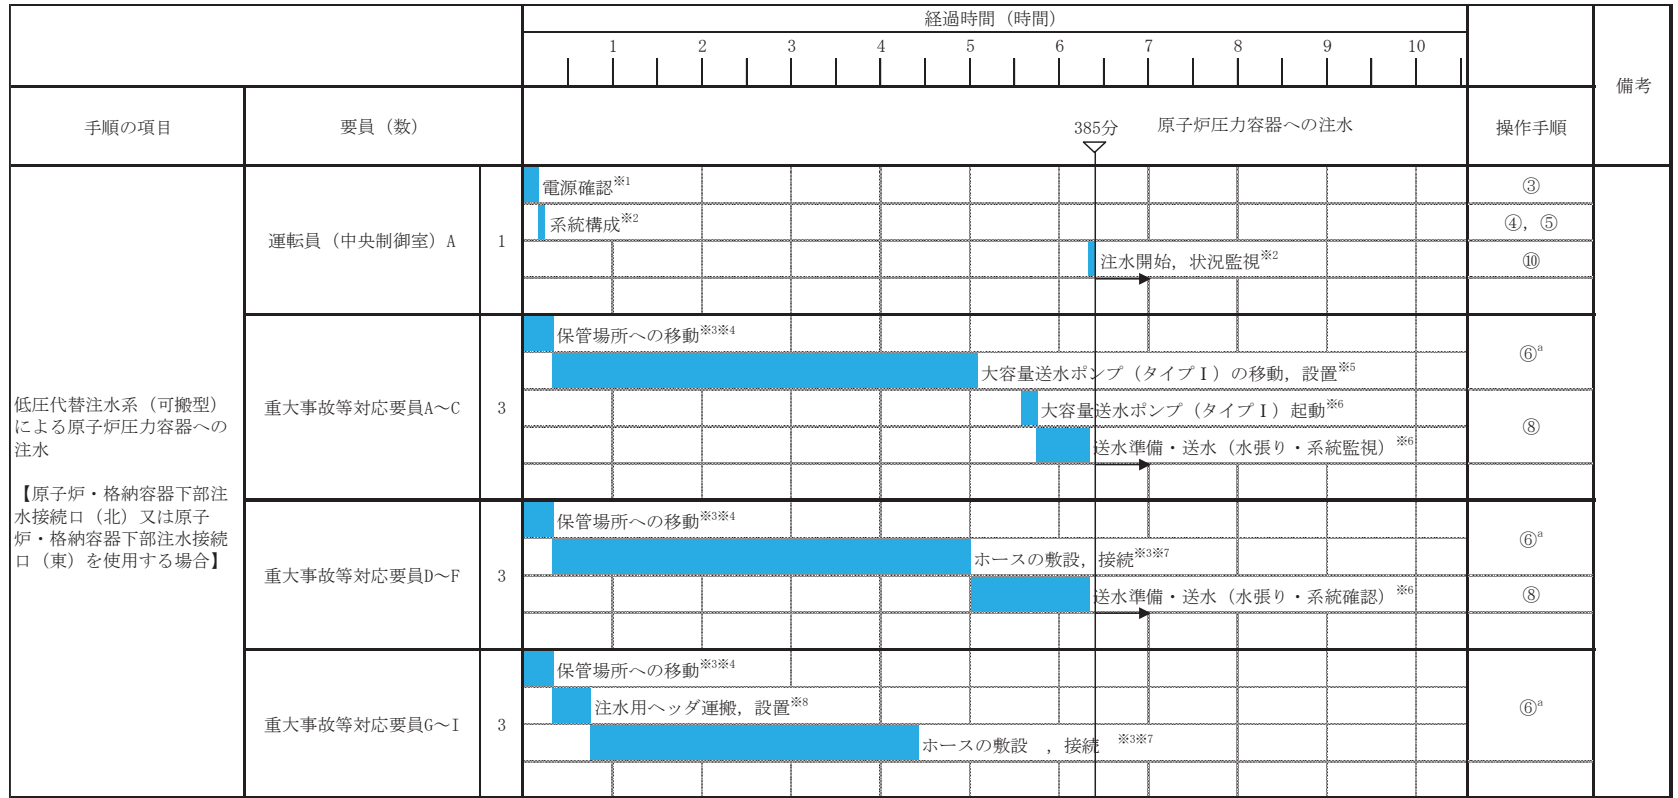 経過時間（時間）
1 2 3 4 5 6 7 8 9 10
備考
手順の項目 要員（数） 385分 原子炉圧力容器への注水 操作手順
低圧代替注水系（可搬型）
による原子炉圧力容器への
注水
【原子炉・格納容器下部注
水接続口（北）又は原子
炉・格納容器下部注水接続
口（東）を使用する場合】
運転員（中央制御室）A 1
電源確認※1 ③
系統構成※2 ④，⑤
注水開始，状況監視※2 ⑩
重大事故等対応要員A～C 3
保管場所への移動※3※4
大容量送水ポンプ（タイプⅠ）の移動，設置※5
⑥a
大容量送水ポンプ（タイプⅠ）起動※6
送水準備・送水（水張り・系統監視）※6
⑧
重大事故等対応要員D～F 3
保管場所への移動※3※4
ホースの敷設，接続※3※7
⑥a
送水準備・送水（水張り・系統確認）※6 ⑧
重大事故等対応要員G～I 3
保管場所への移動※3※4
注水用ヘッダ運搬，設置※8
ホースの敷設　，接続　※3※7
⑥a